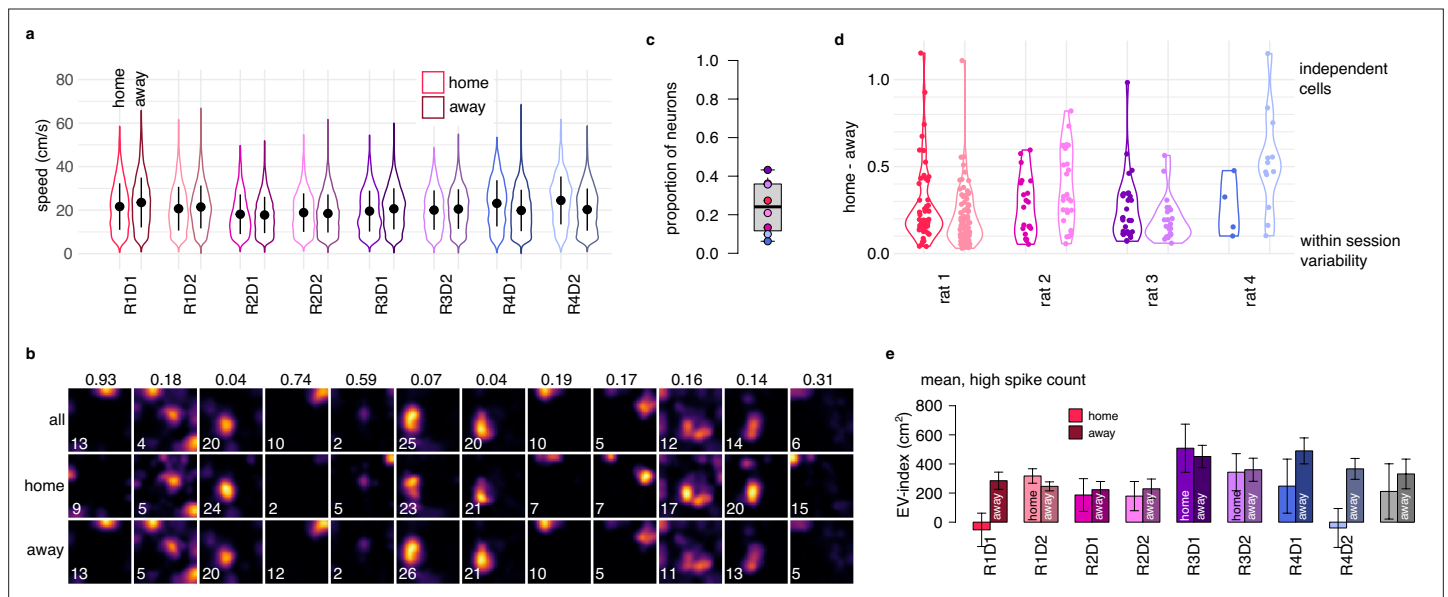 a
home
away
home
away
speed (cm/s)
80
60
40
20
0
R1D1
R1D2
R2D1
R2D2
R3D1
R3D2
R4D1
R4D2
c
proportion of neurons
1.0
0.8
0.6
0.4
0.2
0.0
d
home - away
1.0
0.5
0.0
independent
cells
within session
variability
rat 1
rat 2
rat 3
rat 4
b
0.93 0.18 0.04 0.74 0.59 0.07 0.04 0.19 0.17 0.16 0.14 0.31
all
13 4 20 10 2 25 20 10 5 12 14 6
home
9 5 24 2 5 23 21 7 7 17 20 15
away
13 5 20 12 2 26 21 10 5 11 13 5
e
mean, high spike count
home
away
EV-index (cm²)
800
600
400
200
0
away
home away
away
away
home away
home away
away
away
away
R1D1
R1D2
R2D1
R2D2
R3D1
R3D2
R4D1
R4D2